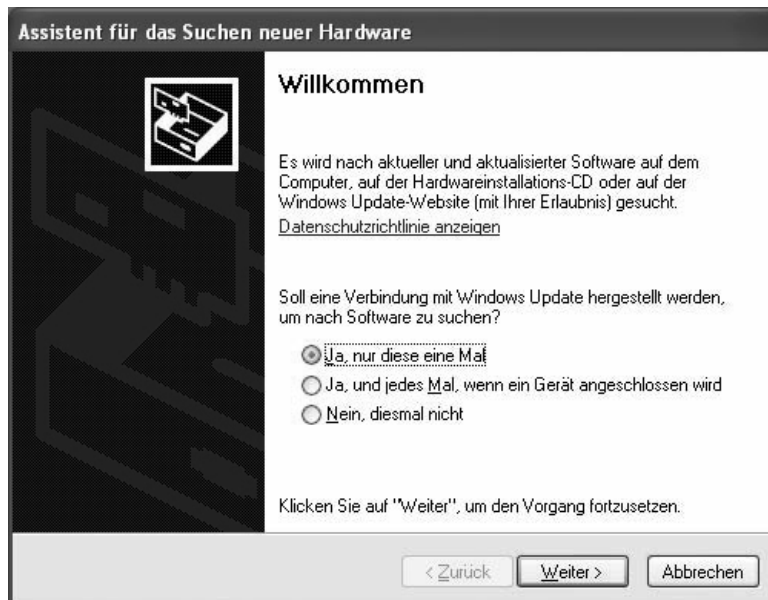 Assistent für das Suchen neuer Hardware
Willkommen
Es wird nach aktueller und aktualisierter Software auf dem
Computer, auf der Hardwareinstallations-CD oder auf der
Windows Update-Website (mit Ihrer Erlaubnis) gesucht.
Datenschutzrichtlinie anzeigen
Soll eine Verbindung mit Windows Update hergestellt werden,
um nach Software zu suchen?
Ja, nur diese eine Mal
Ja, und jedes Mal, wenn ein Gerät angeschlossen wird
Nein, diesmal nicht
Klicken Sie auf "Weiter", um den Vorgang fortzusetzen.
< Zurück
Weiter >
Abbrechen